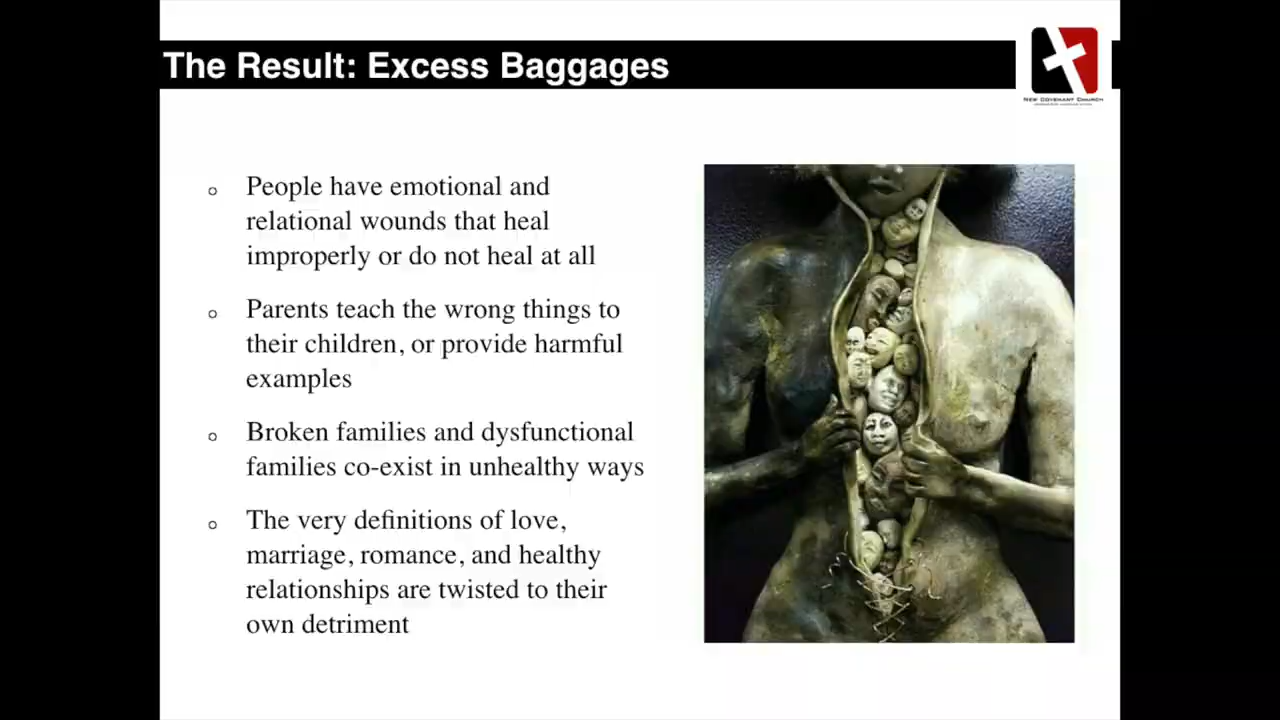 The Result: Excess Baggages
New Covenant Church
○ People have emotional and
relational wounds that heal
improperly or do not heal at all
○ Parents teach the wrong things to
their children, or provide harmful
examples
○ Broken families and dysfunctional
families co-exist in unhealthy ways
○ The very definitions of love,
marriage, romance, and healthy
relationships are twisted to their
own detriment